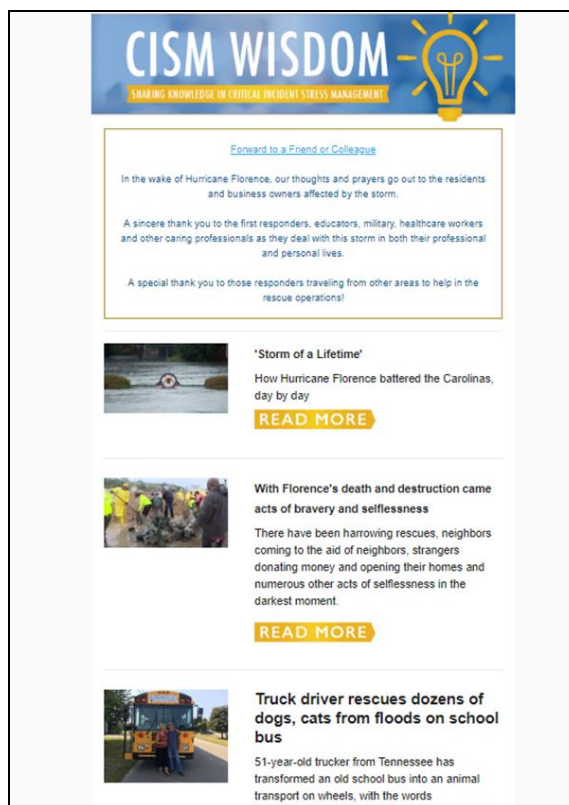 CISM WISDOM
SHARING KNOWLEDGE IN CRITICAL INCIDENT STRESS MANAGEMENT
Forward to a Friend or Colleague
In the wake of Hurricane Florence, our thoughts and prayers go out to the residents
and business owners affected by the storm.
A sincere thank you to the first responders, educators, military, healthcare workers
and other caring professionals as they deal with this storm in both their professional
and personal lives.
A special thank you to those responders traveling from other areas to help in the
rescue operations!
'Storm of a Lifetime'
How Hurricane Florence battered the Carolinas,
day by day
READ MORE
With Florence's death and destruction came
acts of bravery and selflessness
There have been harrowing rescues, neighbors
coming to the aid of neighbors, strangers
donating money and opening their homes and
numerous other acts of selflessness in the
darkest moment.
READ MORE
Truck driver rescues dozens of
dogs, cats from floods on school
bus
51-year-old trucker from Tennessee has
transformed an old school bus into an animal
transport on wheels, with the words